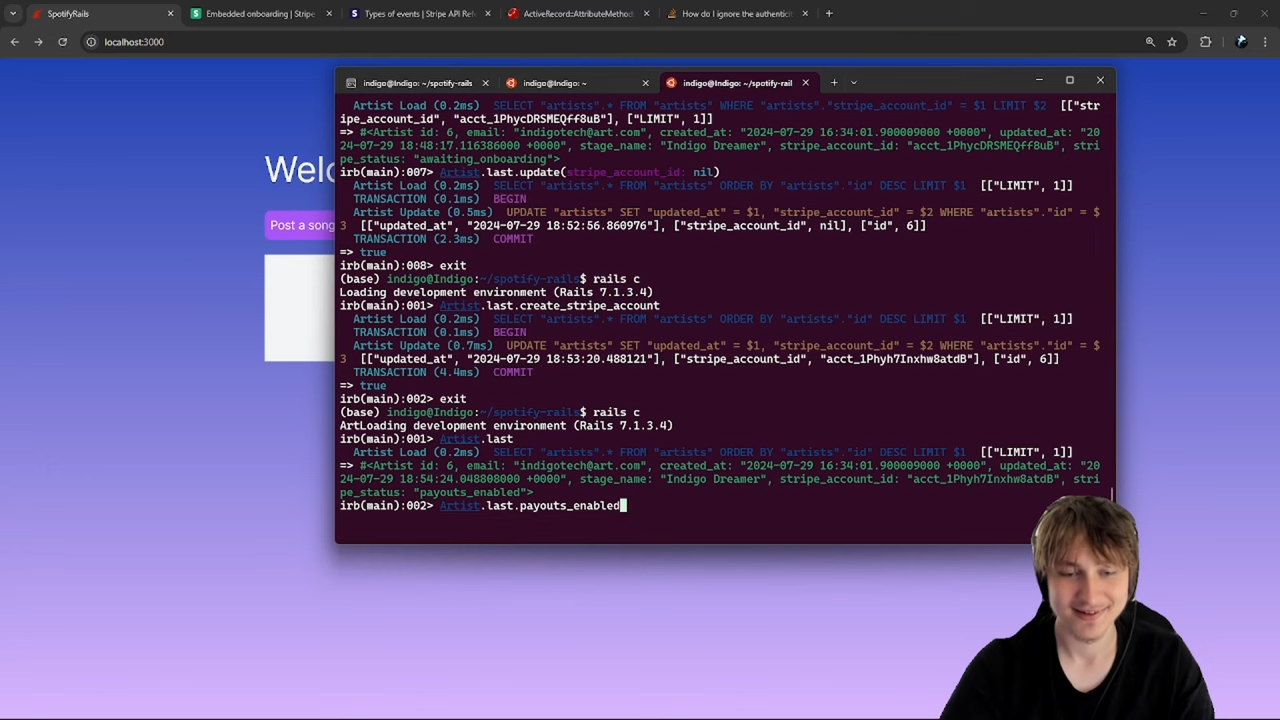 SpotifyRails
Embedded onboarding | Stripe
Types of events | Stripe API Ref
ActiveRecord::AttributeMethod
How do I ignore the authenticit
localhost:3000
indigo@Indigo: ~/spotify-rails
indigo@Indigo: ~
indigo@Indigo: ~/spotify-rail
Welc
Post a song
Artist Load (0.2ms)  SELECT "artists".* FROM "artists" WHERE "artists"."stripe_account_id" = $1 LIMIT $2  [["str
ipe_account_id", "acct_1PhycDRSMEQff8uB"], ["LIMIT", 1]]
=> #<Artist id: 6, email: "indigotech@art.com", created_at: "2024-07-29 16:34:01.900009000 +0000", updated_at: "20
24-07-29 18:48:17.116386000 +0000", stage_name: "Indigo Dreamer", stripe_account_id: "acct_1PhycDRSMEQff8uB", stri
pe_status: "awaiting_onboarding">
irb(main):007> Artist.last.update(stripe_account_id: nil)
Artist Load (0.2ms)  SELECT "artists".* FROM "artists" ORDER BY "artists"."id" DESC LIMIT $1  [["LIMIT", 1]]
TRANSACTION (0.1ms)  BEGIN
Artist Update (0.5ms)  UPDATE "artists" SET "updated_at" = $1, "stripe_account_id" = $2 WHERE "artists"."id" = $
3  [["updated_at", "2024-07-29 18:52:56.860976"], ["stripe_account_id", nil], ["id", 6]]
TRANSACTION (2.3ms)  COMMIT
=> true
irb(main):008> exit
(base) indigo@Indigo:~/spotify-rails$ rails c
Loading development environment (Rails 7.1.3.4)
irb(main):001> Artist.last.create_stripe_account
Artist Load (0.2ms)  SELECT "artists".* FROM "artists" ORDER BY "artists"."id" DESC LIMIT $1  [["LIMIT", 1]]
TRANSACTION (0.1ms)  BEGIN
Artist Update (0.7ms)  UPDATE "artists" SET "updated_at" = $1, "stripe_account_id" = $2 WHERE "artists"."id" = $
3  [["updated_at", "2024-07-29 18:53:20.488121"], ["stripe_account_id", "acct_1Phyh7Inxhw8atdB"], ["id", 6]]
TRANSACTION (4.4ms)  COMMIT
=> true
irb(main):002> exit
(base) indigo@Indigo:~/spotify-rails$ rails c
ArtLoading development environment (Rails 7.1.3.4)
irb(main):001> Artist.last
Artist Load (0.2ms)  SELECT "artists".* FROM "artists" ORDER BY "artists"."id" DESC LIMIT $1  [["LIMIT", 1]]
=> #<Artist id: 6, email: "indigotech@art.com", created_at: "2024-07-29 16:34:01.900009000 +0000", updated_at: "20
24-07-29 18:54:24.048808000 +0000", stage_name: "Indigo Dreamer", stripe_account_id: "acct_1Phyh7Inxhw8atdB", stri
pe_status: "payouts_enabled">
irb(main):002> Artist.last.payouts_enabled